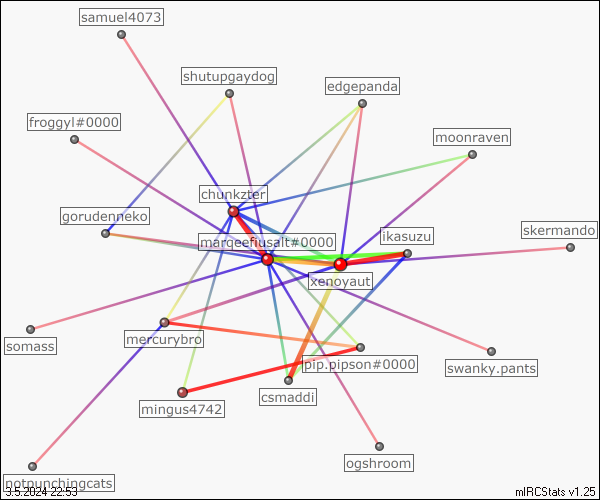 samuel4073
shutupgaydog
edgepanda
froggyl#0000
moonraven
chunkzter
gorudenneko
skermando
ikasuzu
marqeefiusalt#0000
xenoyaut
somass
mercurybro
pip.pipson#0000
swanky.pants
csmaddi
mingus4742
ogshroom
notpunchingcats
3.5.2024 22:53
mIRCStats v1.25